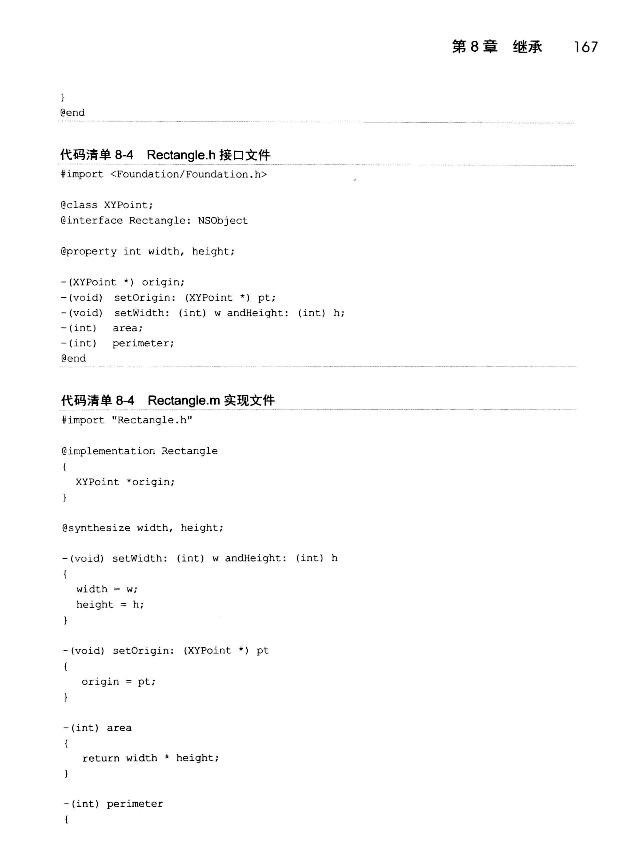 第 8 章 继承 167
}
@end
代码清单 8-4 Rectangle.h 接口文件
#import <Foundation/Foundation.h>
@class XYPoint;
@interface Rectangle: NSObject
@property int width, height;
-(XYPoint *) origin;
-(void) setOrigin: (XYPoint *) pt;
-(void) setWidth: (int) w andHeight: (int) h;
-(int) area;
-(int) perimeter;
@end
代码清单 8-4 Rectangle.m 实现文件
#import "Rectangle.h"
@implementation Rectangle
{
XYPoint *origin;
}
@synthesize width, height;
-(void) setWidth: (int) w andHeight: (int) h
{
width = w;
height = h;
}
-(void) setOrigin: (XYPoint *) pt
{
origin = pt;
}
-(int) area
{
return width * height;
}
-(int) perimeter
{